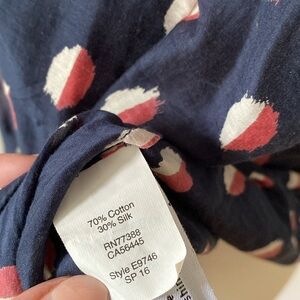 70% Cotton
30% Silk
RN77388
CA56445
Style E9746
SP 16